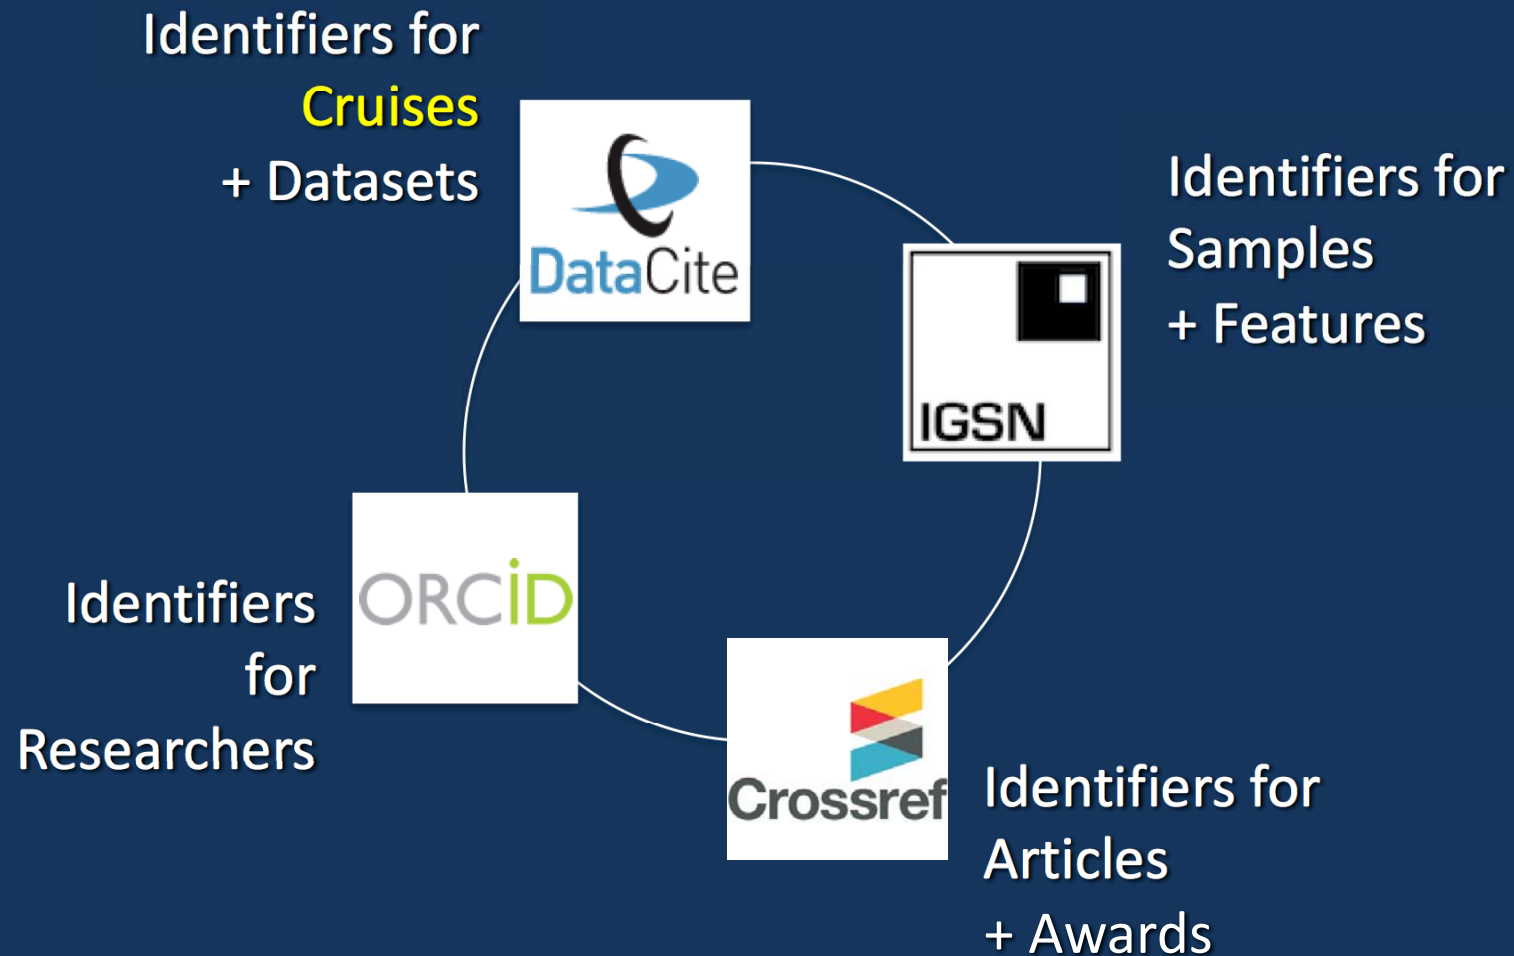 Identifiers for
Cruises
+ Datasets
DataCite
Identifiers for
Samples
+ Features
IGSN
ORCiD
Identifiers
for
Researchers
Crossref
Identifiers for
Articles
+ Awards